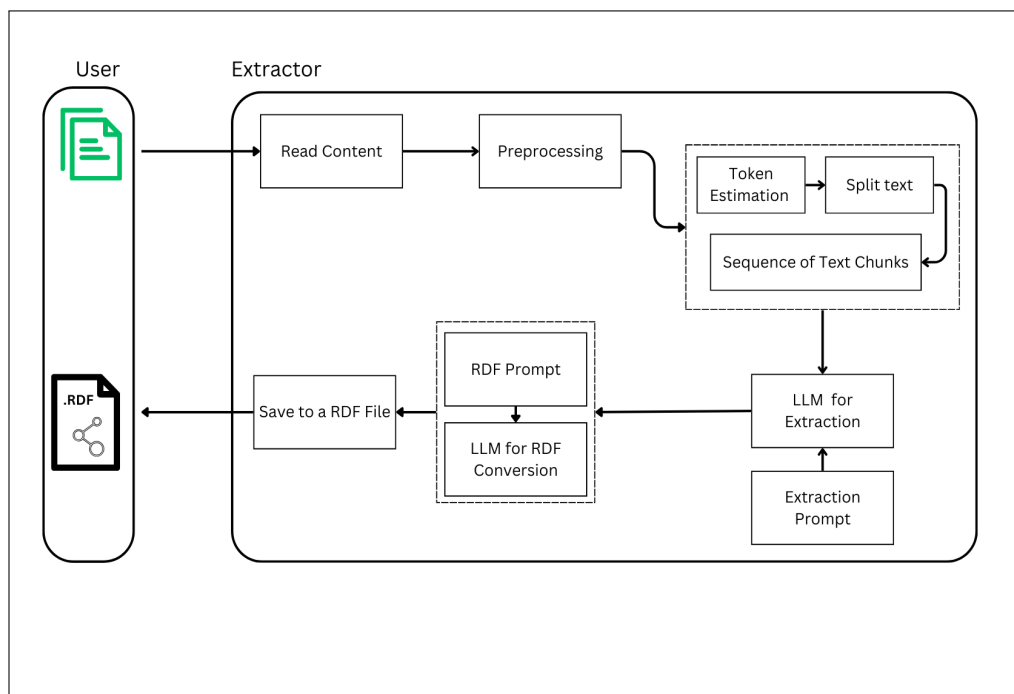 User
Extractor
Read Content
Preprocessing
Token
Estimation
Split text
Sequence of Text Chunks
RDF Prompt
LLM for RDF
Conversion
Save to a RDF File
.RDF
LLM for
Extraction
Extraction
Prompt